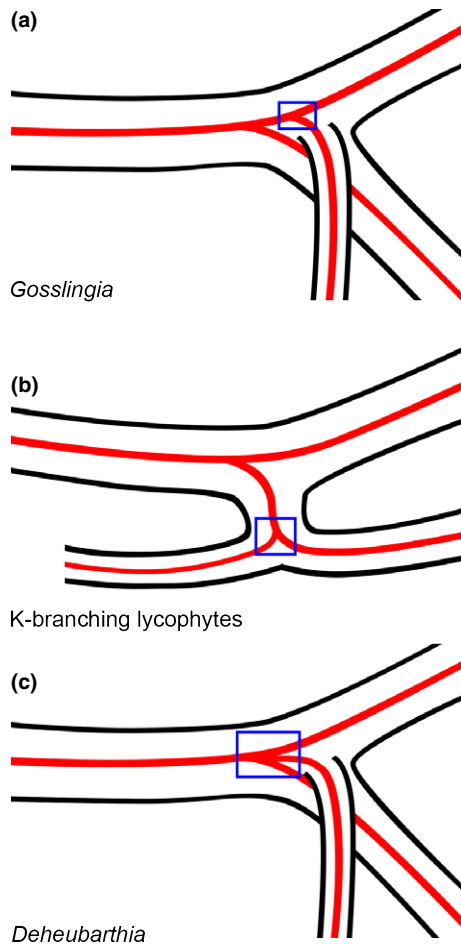 (a)
Gosslingia
(b)
K-branching lycophytes
(c)
Deheubarthia